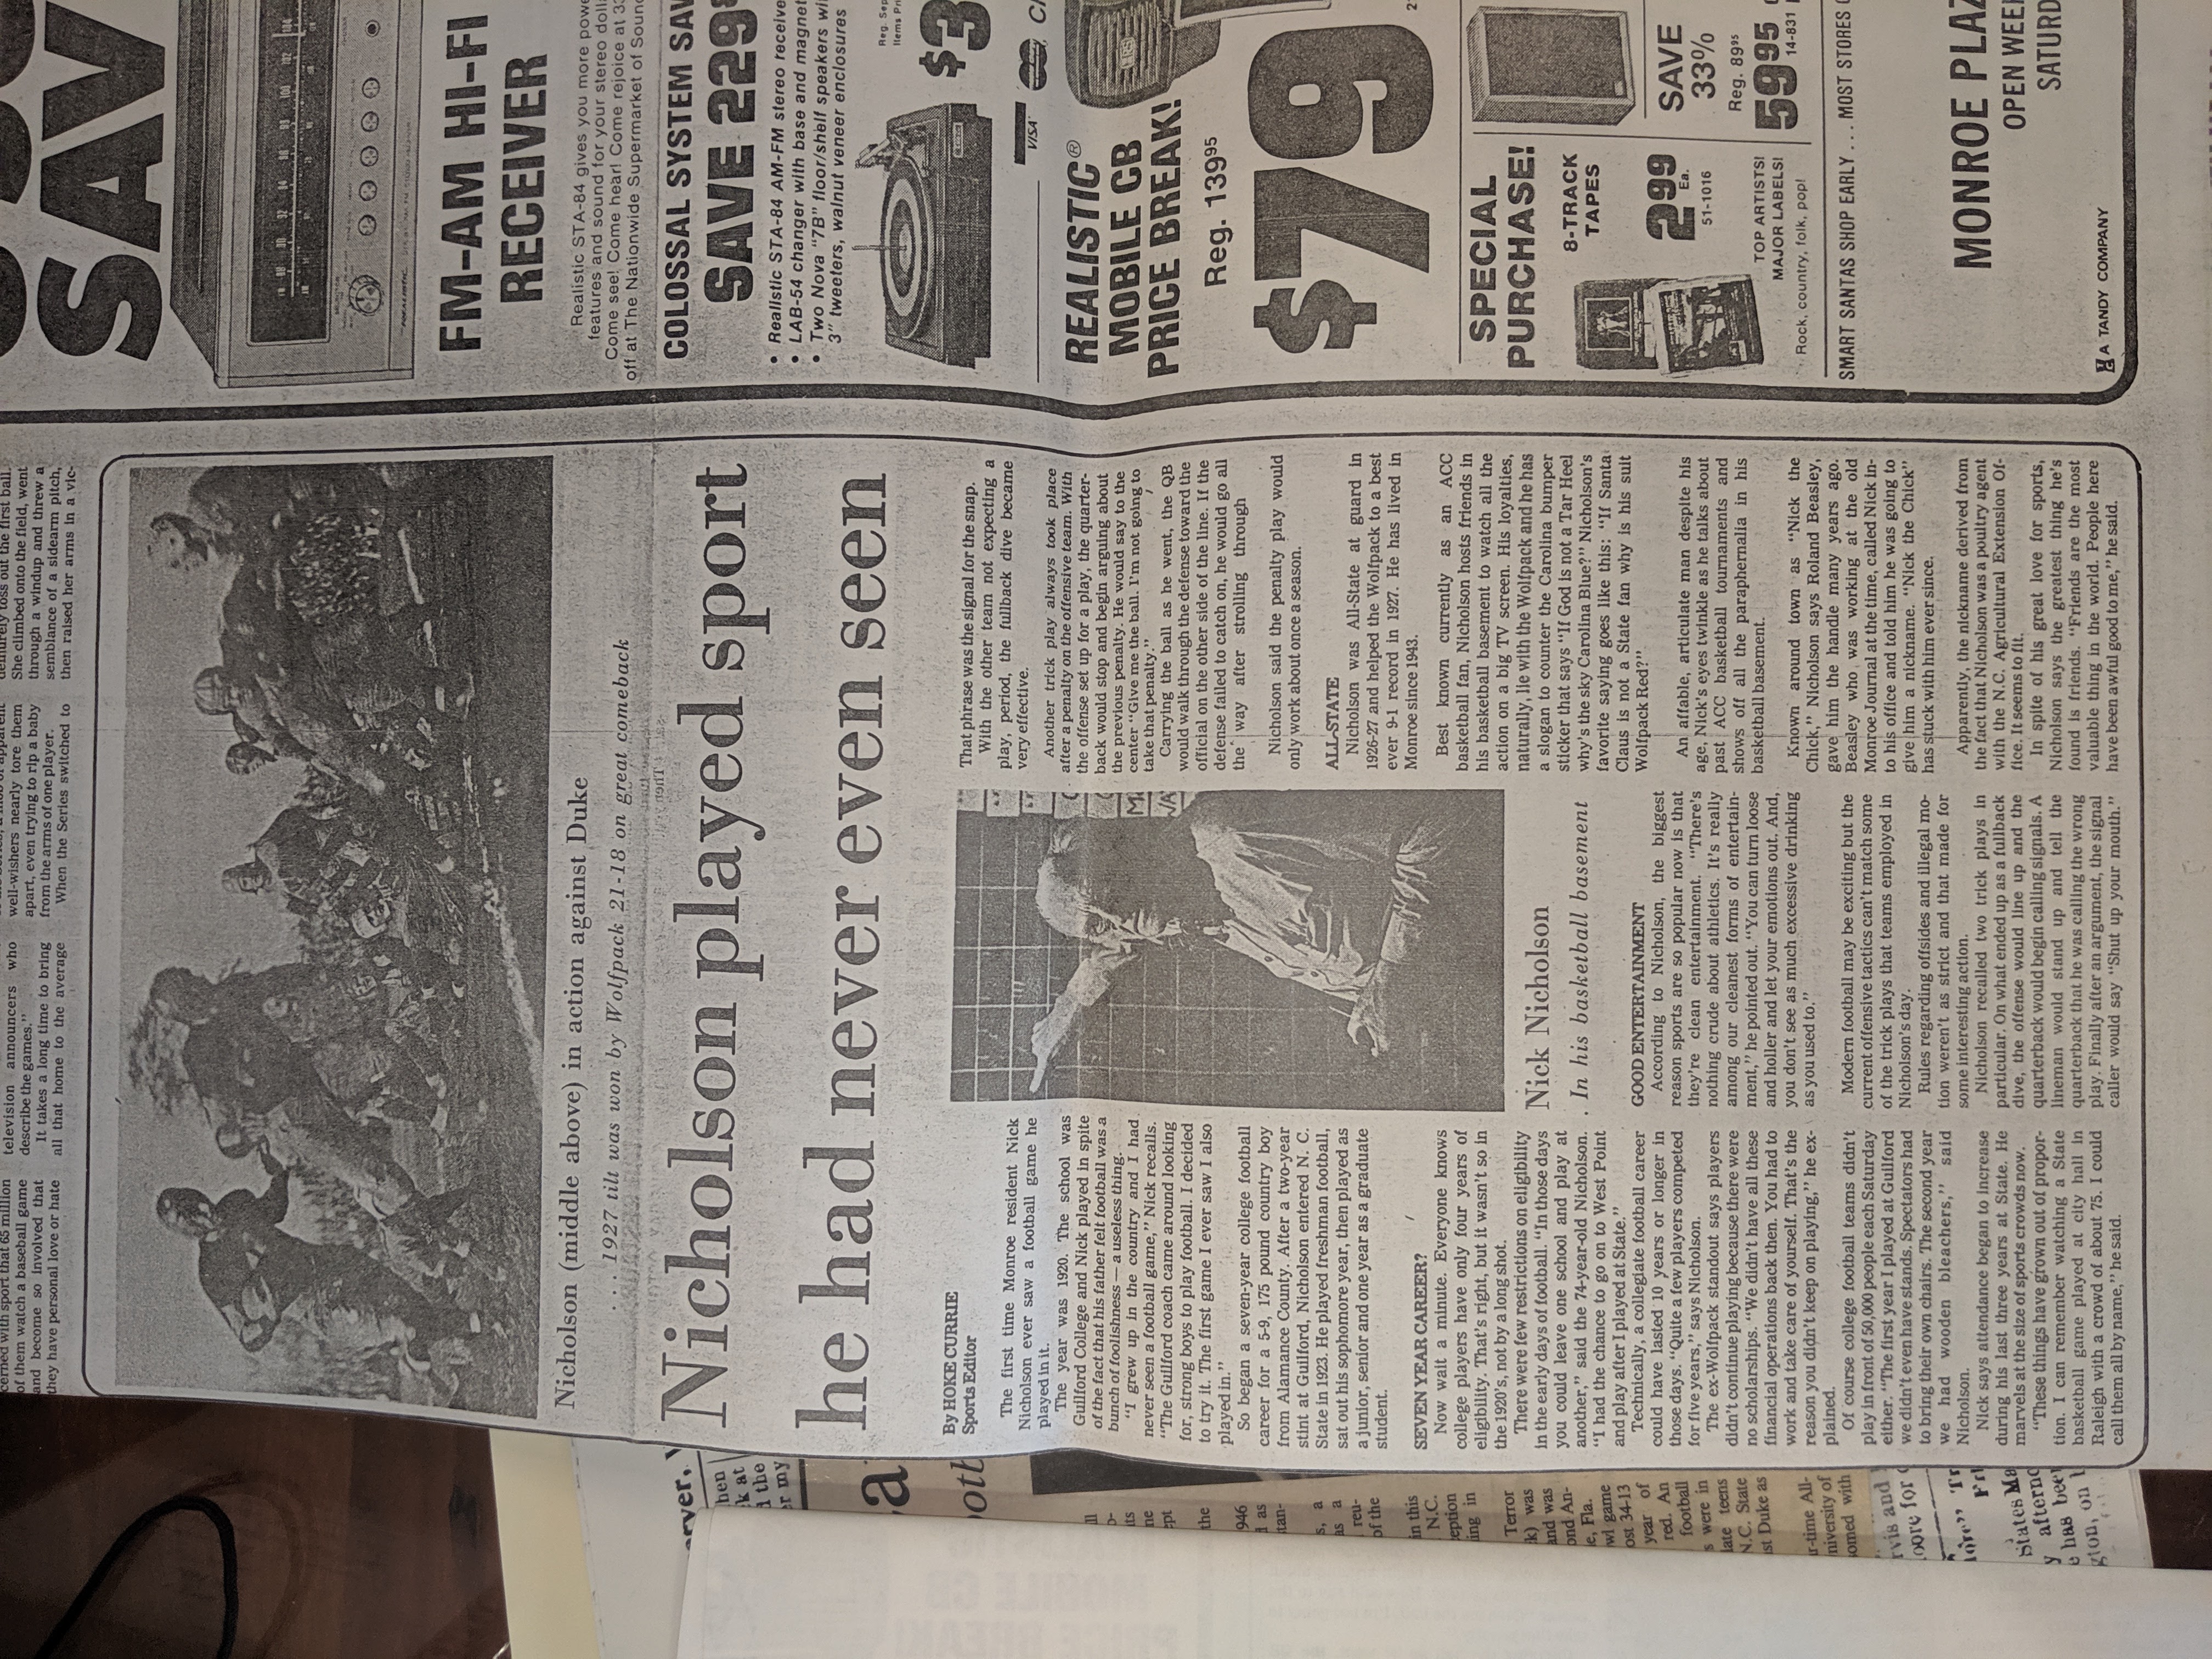 cerned with sport that 65 million
of them watch a baseball game
and become so involved that
they have personal love or hate
television announcers who
describe the games."
It takes a long time to bring
all that home to the average
well-wishers nearly tore them
apart, even trying to rip a baby
from the arms of one player.
When the Series switched to
She climbed onto the field, went
through a windup and threw a
semblance of a sidearm pitch,
then raised her arms in a vic-
Nicholson (middle above) in action against Duke
. . . 1927 tilt was won by Wolfpack 21-18 on great comeback
Nicholson played sport
he had never even seen
By HOKE CURRIE
Sports Editor
The first time Monroe resident Nick
Nicholson ever saw a football game he
played in it.
The year was 1920. The school was
Guilford College and Nick played in spite
of the fact that his father felt football was a
bunch of foolishness — a useless thing.
"I grew up in the country and I had
never seen a football game," Nick recalls.
"The Guilford coach came around looking
for, strong boys to play football. I decided
to try it. The first game I ever saw I also
played in."
So began a seven-year college football
career for a 5-9, 175 pound country boy
from Alamance County. After a two-year
stint at Guilford, Nicholson entered N. C.
State in 1923. He played freshman football,
sat out his sophomore year, then played as
a junior, senior and one year as a graduate
student.
SEVEN YEAR CAREER?
Now wait a minute. Everyone knows
college players have only four years of
eligibility. That's right, but it wasn't so in
the 1920's, not by a long shot.
There were few restrictions on eligibility
in the early days of football. "In those days
you could leave one school and play at
another," said the 74-year-old Nicholson.
"I had the chance to go on to West Point
and play after I played at State."
Technically, a collegiate football career
could have lasted 10 years or longer in
those days. "Quite a few players competed
for five years," says Nicholson.
The ex-Wolfpack standout says players
didn't continue playing because there were
no scholarships. "We didn't have all these
financial operations back then. You had to
work and take care of yourself. That's the
reason you didn't keep on playing," he ex-
plained.
Of course college football teams didn't
play in front of 50,000 people each Saturday
either. "The first year I played at Guilford
we didn't even have stands. Spectators had
to bring their own chairs. The second year
we had wooden bleachers," said
Nicholson.
Nick says attendance began to increase
during his last three years at State. He
marvels at the size of sports crowds now.
"These things have grown out of propor-
tion. I can remember watching a State
basketball game played at city hall in
Raleigh with a crowd of about 75. I could
call them all by name," he said.
Nick Nicholson
. In his basketball basement
GOOD ENTERTAINMENT
According to Nicholson, the biggest
reason sports are so popular now is that
they're clean entertainment. "There's
nothing crude about athletics. It's really
among our cleanest forms of entertain-
ment," he pointed out. "You can turn loose
and holler and let your emotions out. And,
you don't see as much excessive drinking
as you used to."
Modern football may be exciting but the
current offensive tactics can't match some
of the trick plays that teams employed in
Nicholson's day.
Rules regarding offsides and illegal mo-
tion weren't as strict and that made for
some interesting action.
Nicholson recalled two trick plays in
particular. On what ended up as a fullback
dive, the offense would line up and the
quarterback would begin calling signals. A
lineman would stand up and tell the
quarterback that he was calling the wrong
play. Finally after an argument, the signal
caller would say "Shut up your mouth."
That phrase was the signal for the snap.
With the other team not expecting a
play, period, the fullback dive became
very effective.
Another trick play always took place
after a penalty on the offensive team. With
the offense set up for a play, the quarter-
back would stop and begin arguing about
the previous penalty. He would say to the
center "Give me the ball. I'm not going to
take that penalty."
Carrying the ball as he went, the QB
would walk through the defense toward the
official on the other side of the line. If the
defense failed to catch on, he would go all
the way after strolling through
Nicholson said the penalty play would
only work about once a season.
ALL-STATE
Nicholson was All-State at guard in
1926-27 and helped the Wolfpack to a best
ever 9-1 record in 1927. He has lived in
Monroe since 1943.
Best known currently as an ACC
basketball fan, Nicholson hosts friends in
his basketball basement to watch all the
action on a big TV screen. His loyalties,
naturally, lie with the Wolfpack and he has
a slogan to counter the Carolina bumper
sticker that says "If God is not a Tar Heel
why's the sky Carolina Blue?" Nicholson's
favorite saying goes like this: "If Santa
Claus is not a State fan why is his suit
Wolfpack Red?"
An affable, articulate man despite his
age, Nick's eyes twinkle as he talks about
past ACC basketball tournaments and
shows off all the paraphernalia in his
basketball basement.
Known around town as "Nick the
Chick," Nicholson says Roland Beasley,
gave him the handle many years ago.
Beasley who was working at the old
Monroe Journal at the time, called Nick in-
to his office and told him he was going to
give him a nickname. "Nick the Chick"
has stuck with him ever since.
Apparently, the nickname derived from
the fact that Nicholson was a poultry agent
with the N.C. Agricultural Extension Of-
fice. It seems to fit.
In spite of his great love for sports,
Nicholson says the greatest thing he's
found is friends. "Friends are the most
valuable thing in the world. People here
have been awful good to me," he said.
SAV
FM-AM HI-FI
RECEIVER
Realistic STA-84 gives you more powe
features and sound for your stereo dolla
Come see! Come hear! Come rejoice at 33
off at The Nationwide Supermarket of Soun
COLOSSAL SYSTEM SAV
SAVE 229
• Realistic STA-84 AM-FM stereo receive
• LAB-54 changer with base and magnet
• Two Nova "7B" floor/shelf speakers wi
3" tweeters, walnut veneer enclosures
Reg. Sep
Items Pri
$3
VISA
REALISTIC®
MOBILE CB
PRICE BREAK!
Reg. 139⁹⁵
$79
SPECIAL
PURCHASE!
8-TRACK
TAPES
2⁹⁹
Ea.
51-1016
TOP ARTISTS!
MAJOR LABELS!
Rock, country, folk, pop!
SAVE
33%
Reg. 89⁹⁵
59⁹⁵
14-831
SMART SANTAS SHOP EARLY . . . MOST STORES
MONROE PLAZ
OPEN WEE
SATURD
A TANDY COMPANY